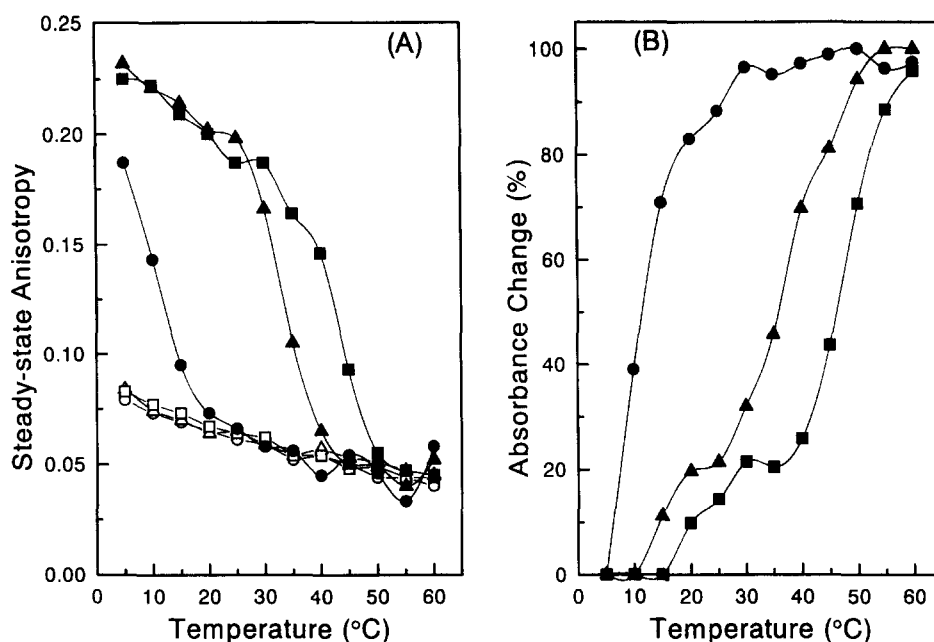 (A)
Steady-state Anisotropy
0.25
0.20
0.15
0.10
0.05
0.00
0 10 20 30 40 50 60
Temperature (°C)
(B)
Absorbance Change (%)
100
80
60
40
20
0
0 10 20 30 40 50 60
Temperature (°C)